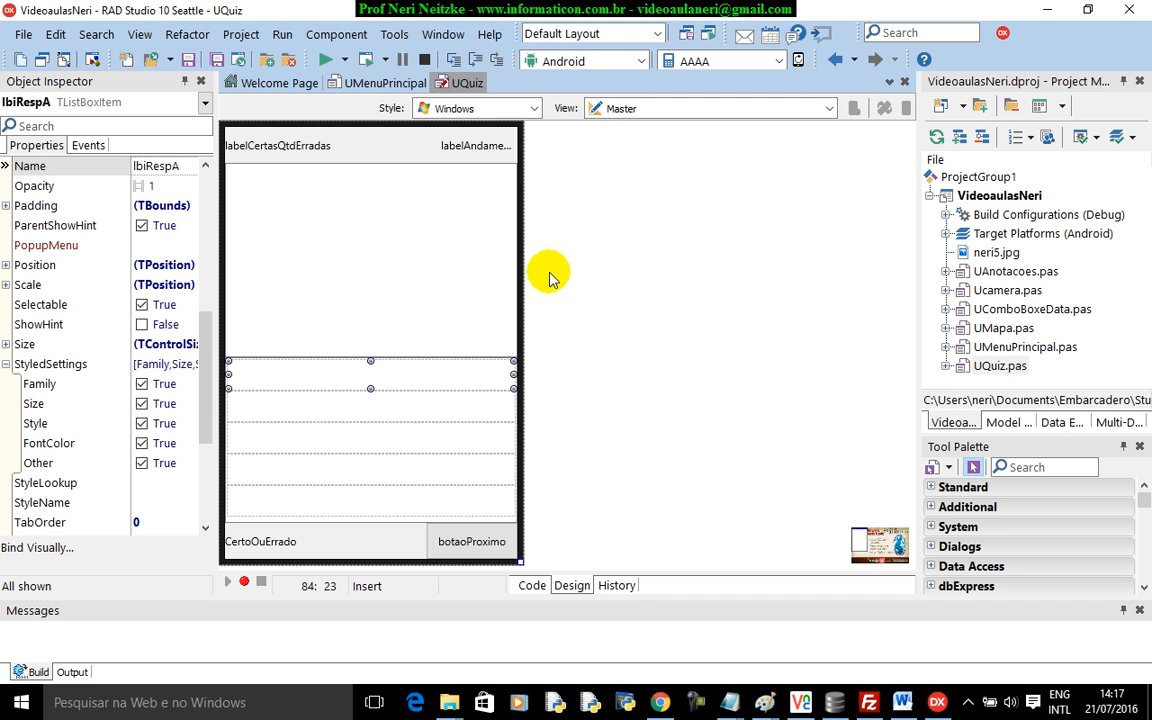 Prof Neri Neitzke - www.informaticon.com.br - videoaulaneri@gmail.com
VideoaulasNeri - RAD Studio 10 Seattle - UQuiz
File Edit Search View Refactor Project Run Component Tools Window Help
Default Layout
Search
Android
AAAA
Object Inspector
Welcome Page
UMenuPrincipal
UQuiz
VideoaulasNeri.dproj - Project M...
lbiRespA TListBoxItem
Style:
Windows
View:
Master
Search
Properties Events
Name lbiRespA
Opacity 1
Padding (TBounds)
ParentShowHint True
PopupMenu
Position (TPosition)
Scale (TPosition)
Selectable True
ShowHint False
Size (TControlSi
StyledSettings [Family,Size,S
Family True
Size True
Style True
FontColor True
Other True
StyleLookup
StyleName
TabOrder 0
Bind Visually...
All shown
labelCertasQtdErradas
labelAndame...
CertoOuErrado
botaoProximo
84: 23
Insert
Code Design History
File
ProjectGroup1
VideoaulasNeri
Build Configurations (Debug)
Target Platforms (Android)
neri5.jpg
UAnotacoes.pas
Ucamera.pas
UComboBoxeData.pas
UMapa.pas
UMenuPrincipal.pas
UQuiz.pas
C:\Users\neri\Documents\Embarcadero\Stu
Videoa... Model ... Data E... Multi-D...
Tool Palette
Search
Standard
Additional
System
Dialogs
Data Access
dbExpress
Messages
Build Output
Pesquisar na Web e no Windows
ENG
INTL
14:17
21/07/2016